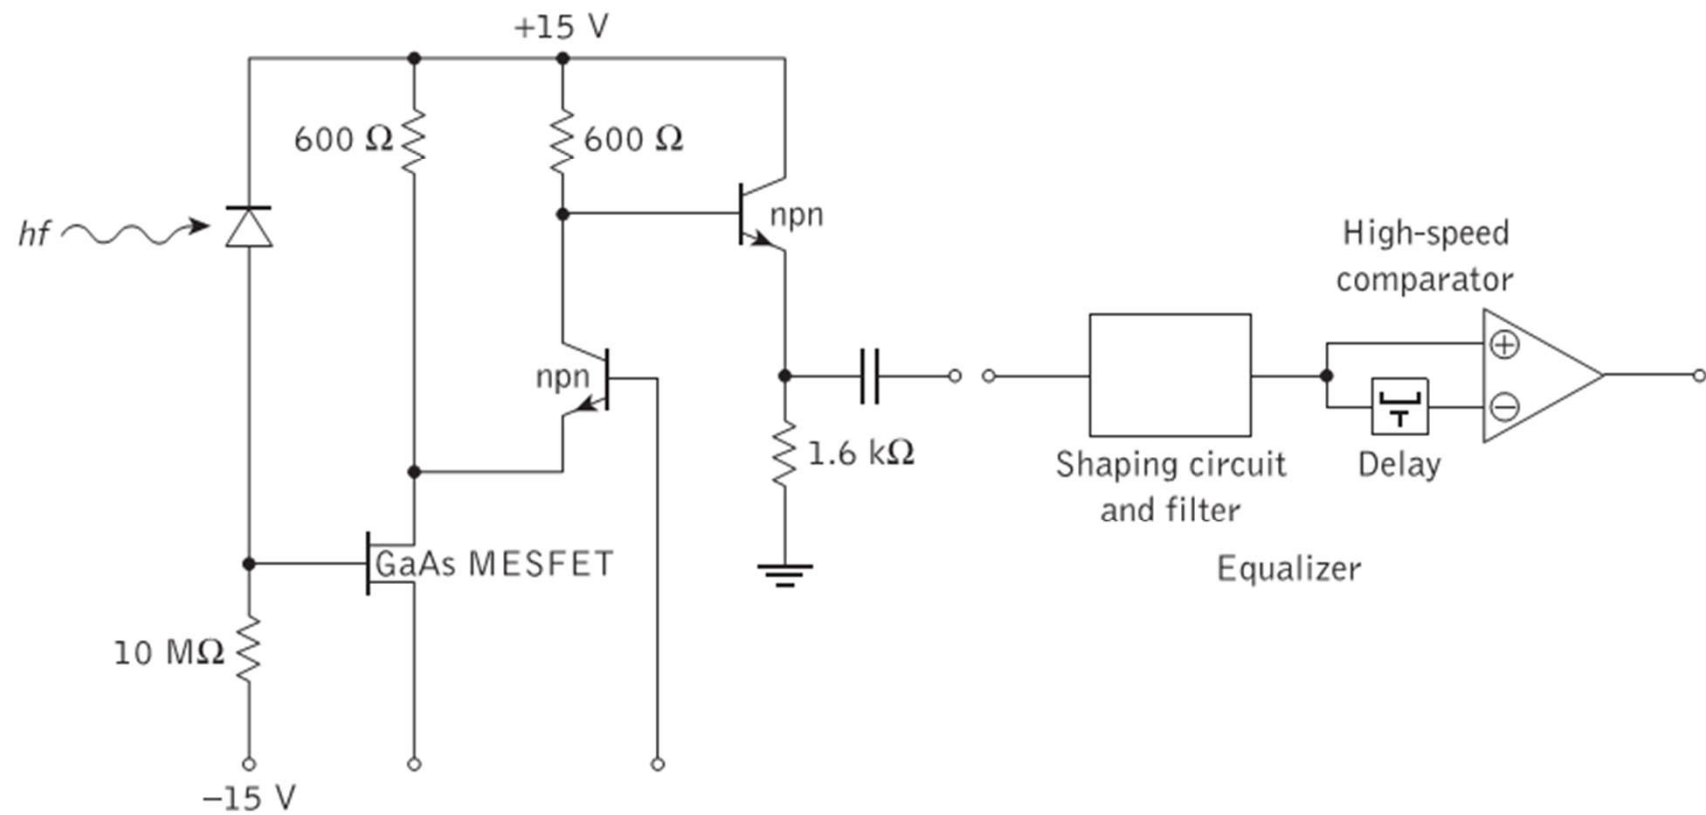 +15 V
600 Ω
600 Ω
hf
npn
npn
High-speed
comparator
+
−
1.6 kΩ
Shaping circuit
and filter
τ
Delay
GaAs MESFET
Equalizer
10 MΩ
−15 V